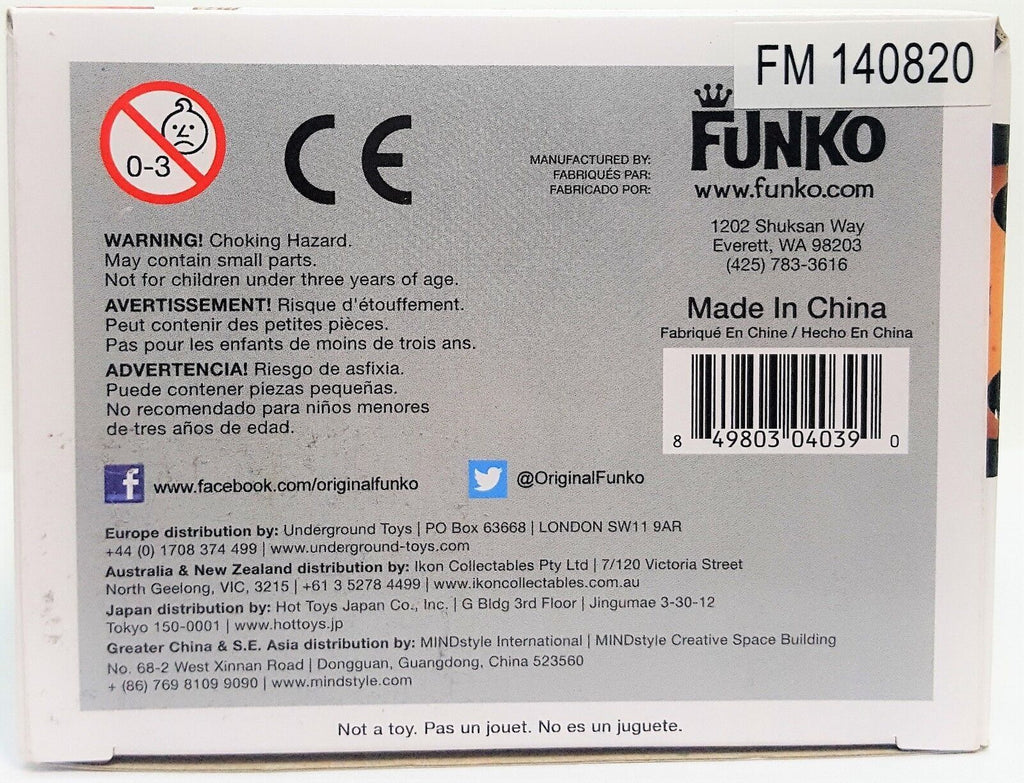 FM 140820
0-3
CE
MANUFACTURED BY:
FABRIQUÉS PAR:
FABRICADO POR:
FUNKO
www.funko.com
1202 Shuksan Way
Everett, WA 98203
(425) 783-3616
WARNING! Choking Hazard.
May contain small parts.
Not for children under three years of age.
AVERTISSEMENT! Risque d'étouffement.
Peut contenir des petites pièces.
Pas pour les enfants de moins de trois ans.
ADVERTENCIA! Riesgo de asfixia.
Puede contener piezas pequeñas.
No recomendado para niños menores
de tres años de edad.
Made In China
Fabriqué En Chine / Hecho En China
8 49803 04039 0
f www.facebook.com/originalfunko
@OriginalFunko
Europe distribution by: Underground Toys | PO Box 63668 | LONDON SW11 9AR
+44 (0) 1708 374 499 | www.underground-toys.com
Australia & New Zealand distribution by: Ikon Collectables Pty Ltd | 7/120 Victoria Street
North Geelong, VIC, 3215 | +61 3 5278 4499 | www.ikoncollectables.com.au
Japan distribution by: Hot Toys Japan Co., Inc. | G Bldg 3rd Floor | Jingumae 3-30-12
Tokyo 150-0001 | www.hottoys.jp
Greater China & S.E. Asia distribution by: MINDstyle International | MINDstyle Creative Space Building
No. 68-2 West Xinnan Road | Dongguan, Guangdong, China 523560
+ (86) 769 8109 9090 | www.mindstyle.com
Not a toy. Pas un jouet. No es un juguete.